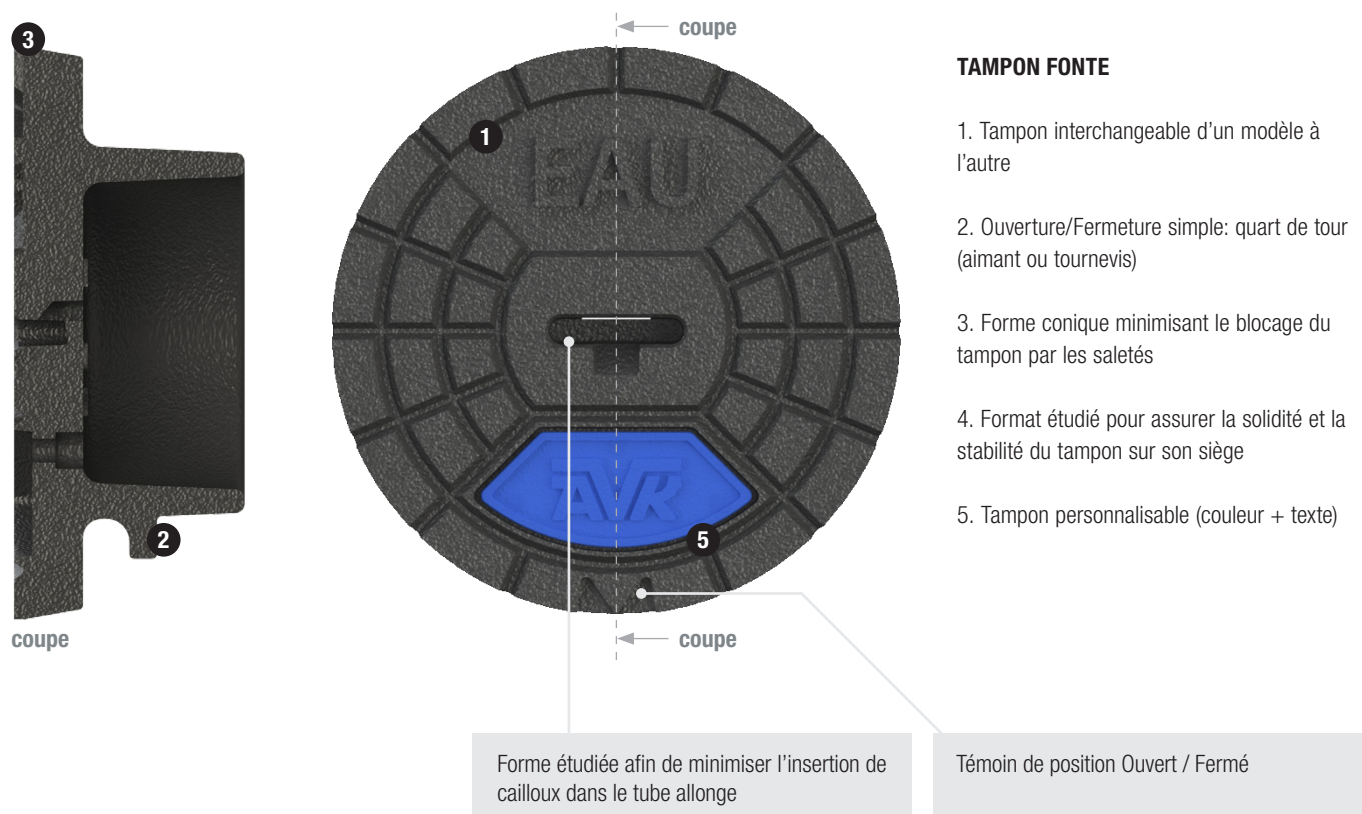 3
coupe
1
EAU
TAVR
5
2
coupe
coupe
TAMPON FONTE
1. Tampon interchangeable d’un modèle à
l’autre
2. Ouverture/Fermeture simple: quart de tour
(aimant ou tournevis)
3. Forme conique minimisant le blocage du
tampon par les saletés
4. Format étudié pour assurer la solidité et la
stabilité du tampon sur son siège
5. Tampon personnalisable (couleur + texte)
Forme étudiée afin de minimiser l’insertion de
cailloux dans le tube allonge
Témoin de position Ouvert / Fermé